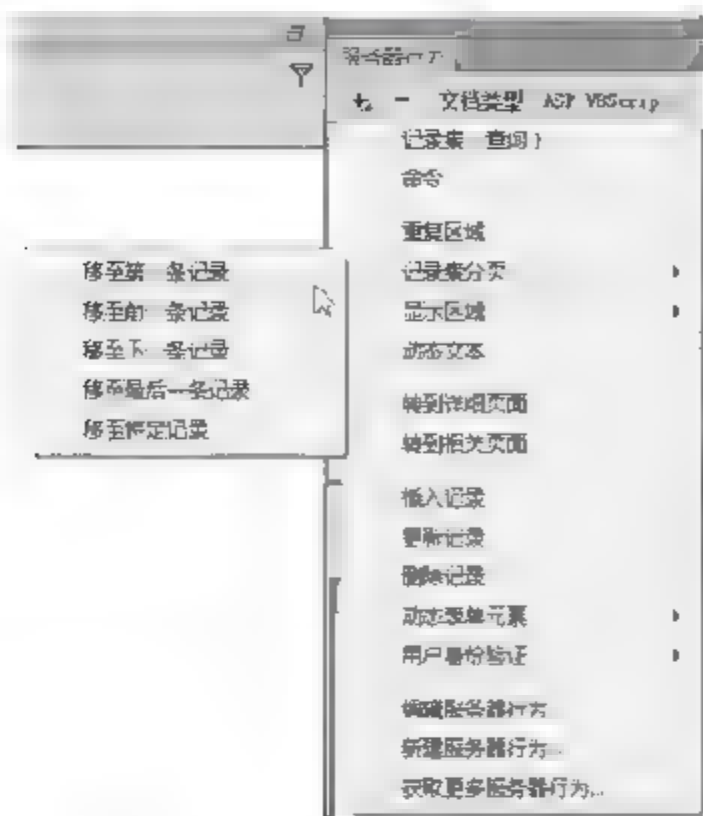 服务器行为
文档类型 ASP VBScrip
记录集 查询)
命令
重复区域
记录集分页
显示区域
动态文本
转到详细页面
转到相关页面
插入记录
更新记录
删除记录
动态表单元素
用户身份验证
编辑服务器行为
新建服务器行为...
获取更多服务器行为...
移至第一条记录
移至前一条记录
移至下一条记录
移至最后一条记录
移至特定记录